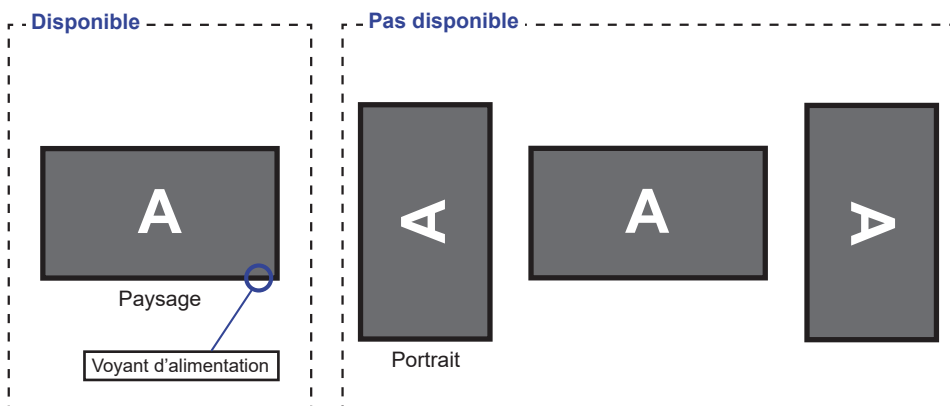 Disponible
Pas disponible
A
A
A
A
Paysage
Voyant d'alimentation
Portrait